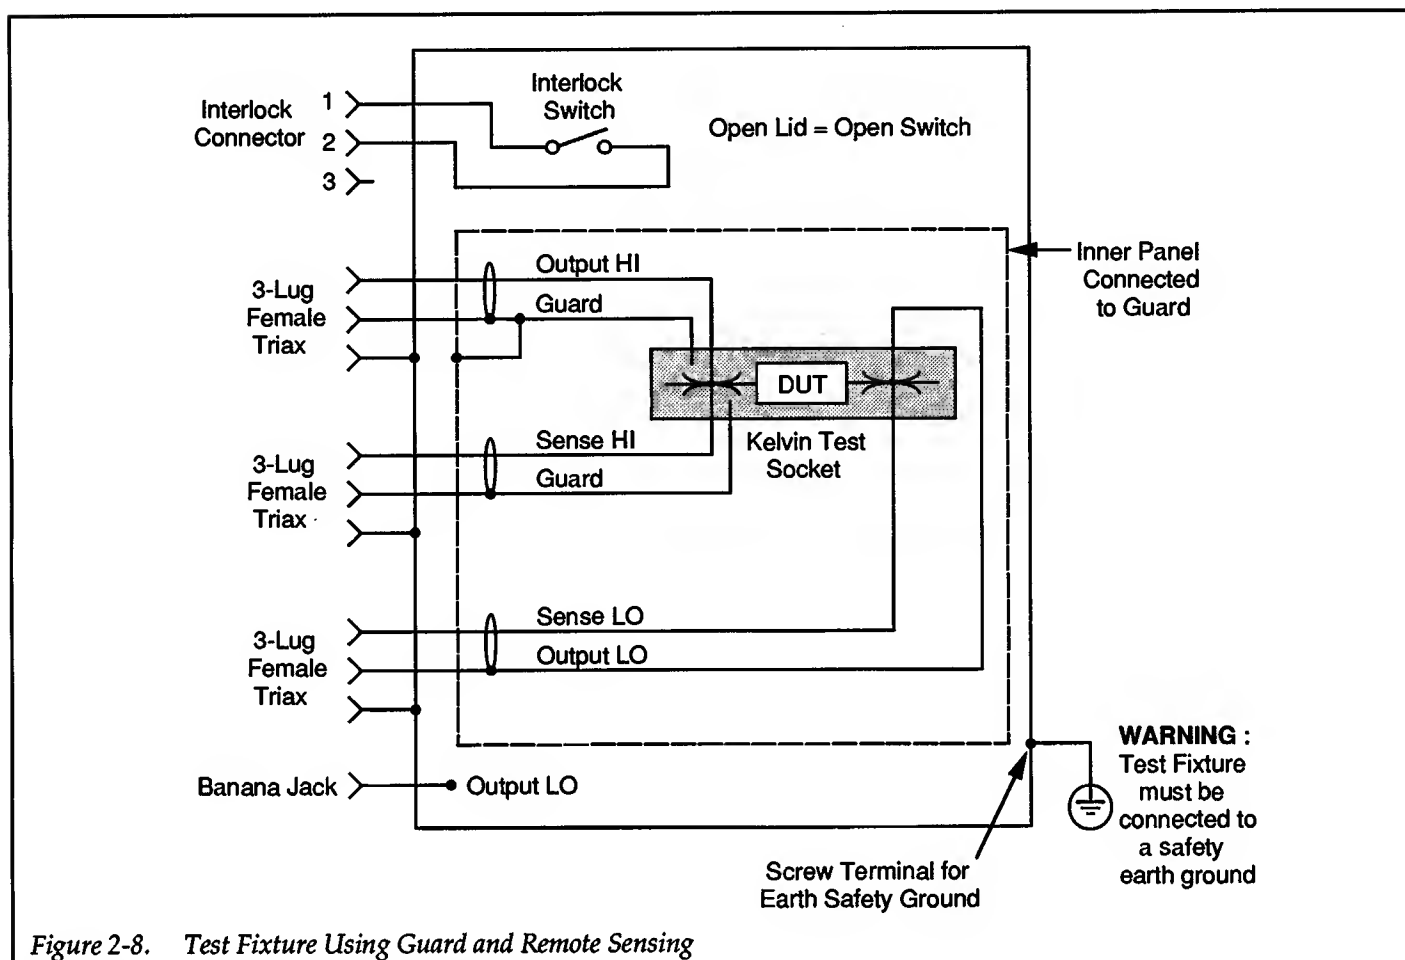 Interlock
Connector
1
2
3
Interlock
Switch
Open Lid = Open Switch
3-Lug
Female
Triax
Output HI
Guard
Inner Panel
Connected
to Guard
DUT
Kelvin Test
Socket
3-Lug
Female
Triax
Sense HI
Guard
3-Lug
Female
Triax
Sense LO
Output LO
Banana Jack
Output LO
WARNING :
Test Fixture
must be
connected to
a safety
earth ground
Screw Terminal for
Earth Safety Ground
Figure 2-8. Test Fixture Using Guard and Remote Sensing